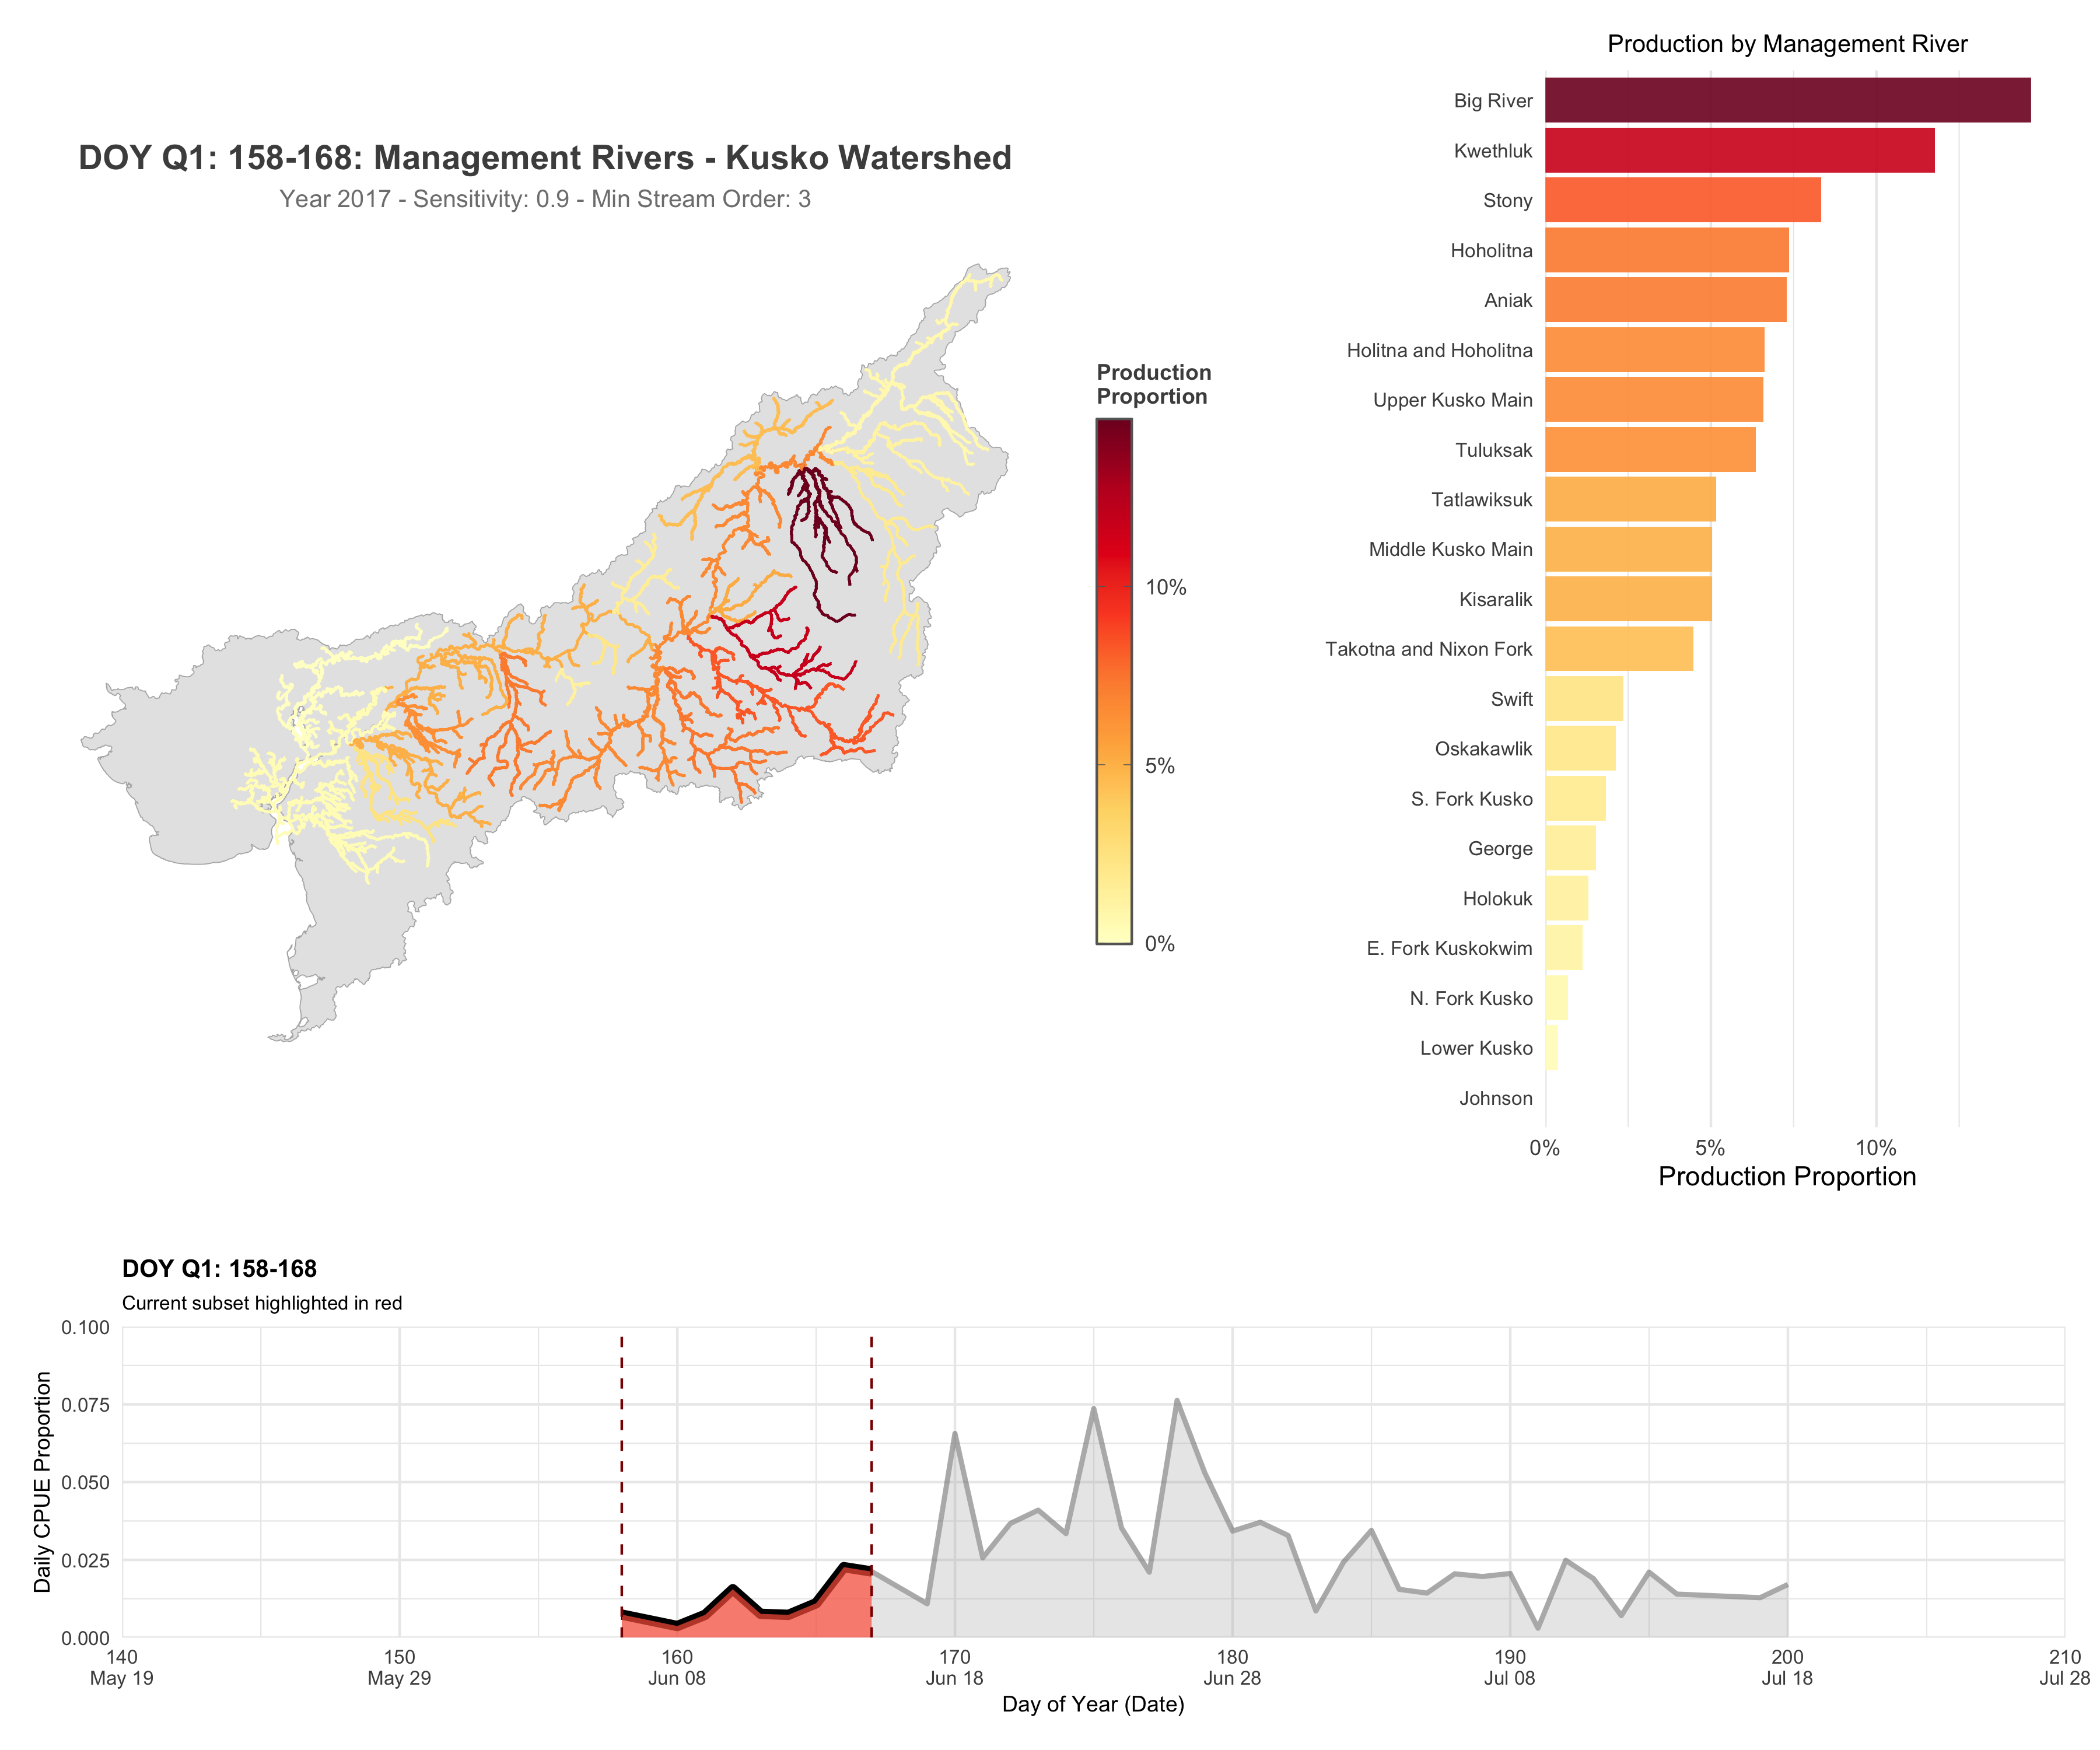 DOY Q1: 158-168: Management Rivers - Kusko Watershed
Year 2017 - Sensitivity: 0.9 - Min Stream Order: 3
Production
Proportion
10%
5%
0%
Production by Management River
Big River
Kwethluk
Stony
Hoholitna
Aniak
Holitna and Hoholitna
Upper Kusko Main
Tuluksak
Tatlawiksuk
Middle Kusko Main
Kisaralik
Takotna and Nixon Fork
Swift
Oskakawlik
S. Fork Kusko
George
Holokuk
E. Fork Kuskokwim
N. Fork Kusko
Lower Kusko
Johnson
0% 5% 10%
Production Proportion
DOY Q1: 158-168
Current subset highlighted in red
Daily CPUE Proportion
0.100
0.075
0.050
0.025
0.000
140 150 160 170 180 190 200 210
May 19 May 29 Jun 08 Jun 18 Jun 28 Jul 08 Jul 18 Jul 28
Day of Year (Date)